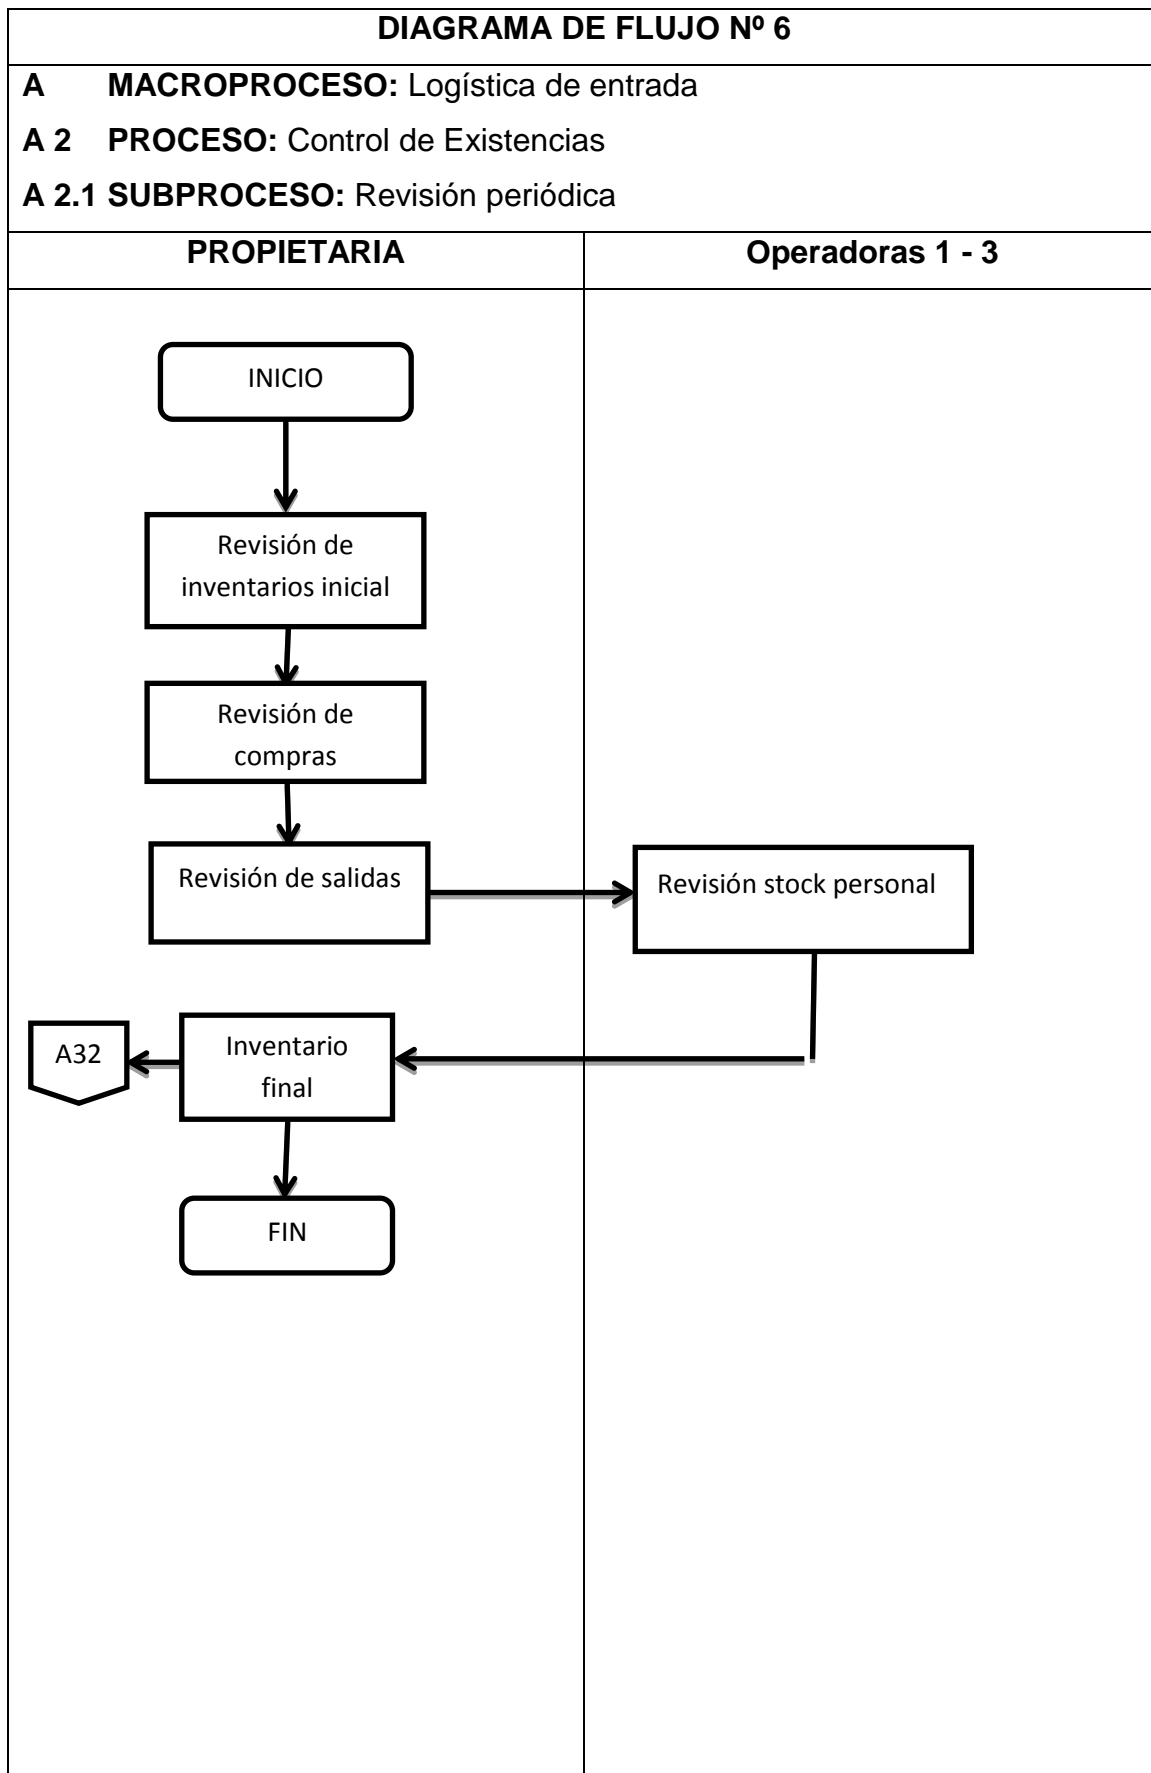 DIAGRAMA DE FLUJO Nº 6
A MACROPROCESO: Logística de entrada
A 2 PROCESO: Control de Existencias
A 2.1 SUBPROCESO: Revisión periódica
PROPIETARIA
Operadoras 1 - 3
INICIO
Revisión de
inventarios inicial
Revisión de
compras
Revisión de salidas
Revisión stock personal
A32
Inventario
final
FIN